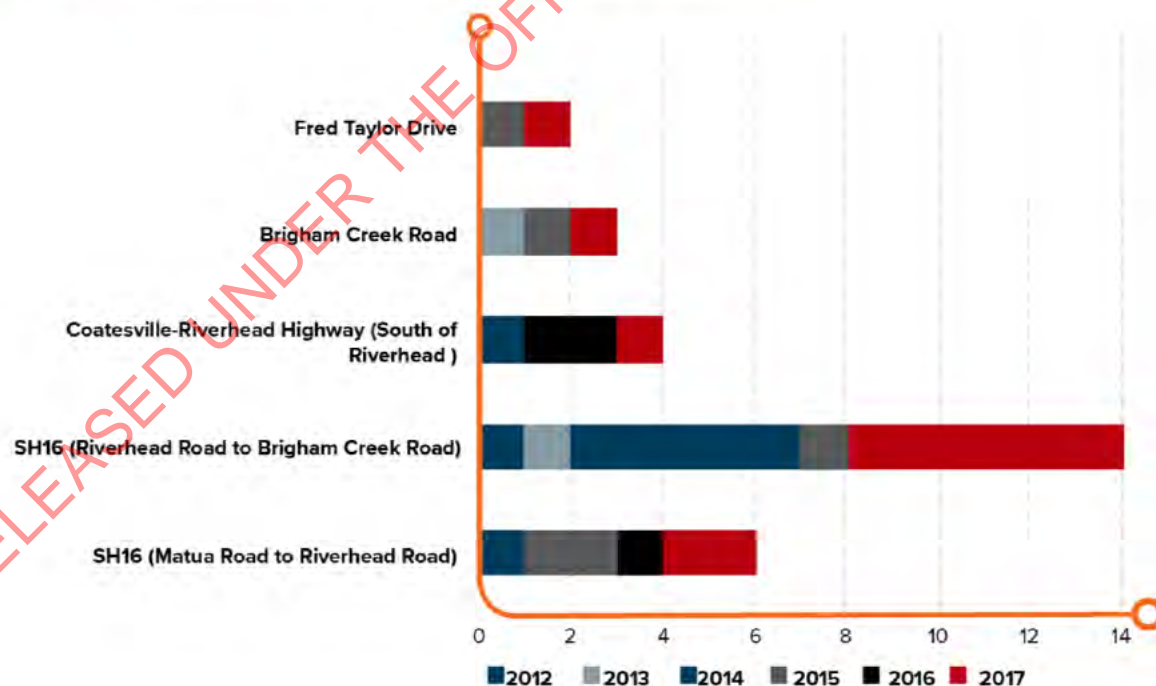 RELEASED UNDER THE OF
Fred Taylor Drive
Brigham Creek Road
Coatesville-Riverhead Highway (South of
Riverhead )
SH16 (Riverhead Road to Brigham Creek Road)
SH16 (Matua Road to Riverhead Road)
0 2 4 6 8 10 12 14
2012 2013 2014 2015 2016 2017